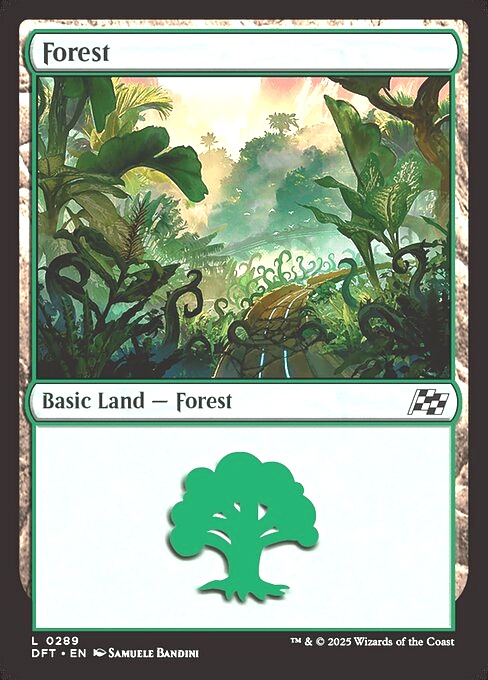 Forest
Basic Land — Forest
L 0289
DFT • EN Samuele Bandini
™ & © 2025 Wizards of the Coast